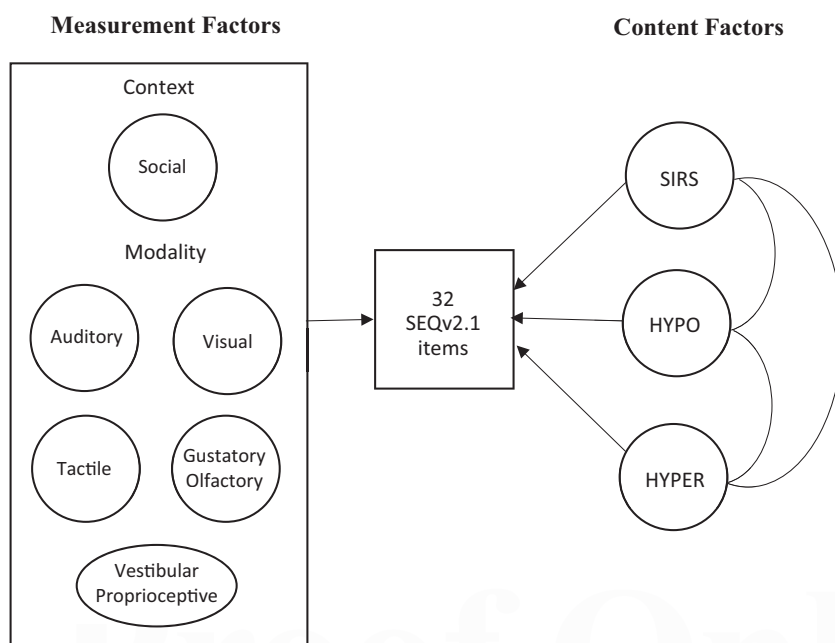 Measurement Factors
Content Factors
Context
Social
Modality
Auditory
Visual
Tactile
Gustatory
Olfactory
Vestibular
Proprioceptive
32
SEQv2.1
items
SIRS
HYPO
HYPER